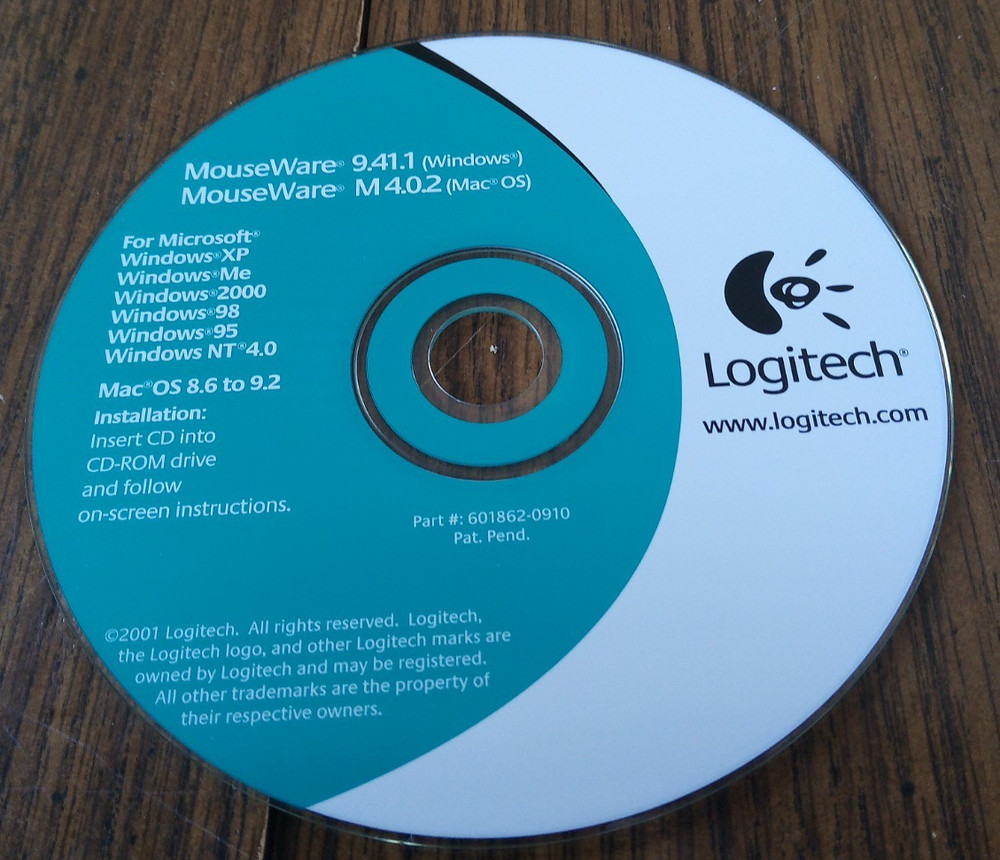 MouseWare® 9.41.1 (Windows®)
MouseWare® M 4.0.2 (Mac® OS)
For Microsoft®
Windows®XP
Windows®Me
Windows®2000
Windows®98
Windows®95
Windows NT®4.0
Mac®OS 8.6 to 9.2
Installation:
Insert CD into
CD-ROM drive
and follow
on-screen instructions.
Part #: 601862-0910
Pat. Pend.
©2001 Logitech. All rights reserved. Logitech,
the Logitech logo, and other Logitech marks are
owned by Logitech and may be registered.
All other trademarks are the property of
their respective owners.
Logitech®
www.logitech.com